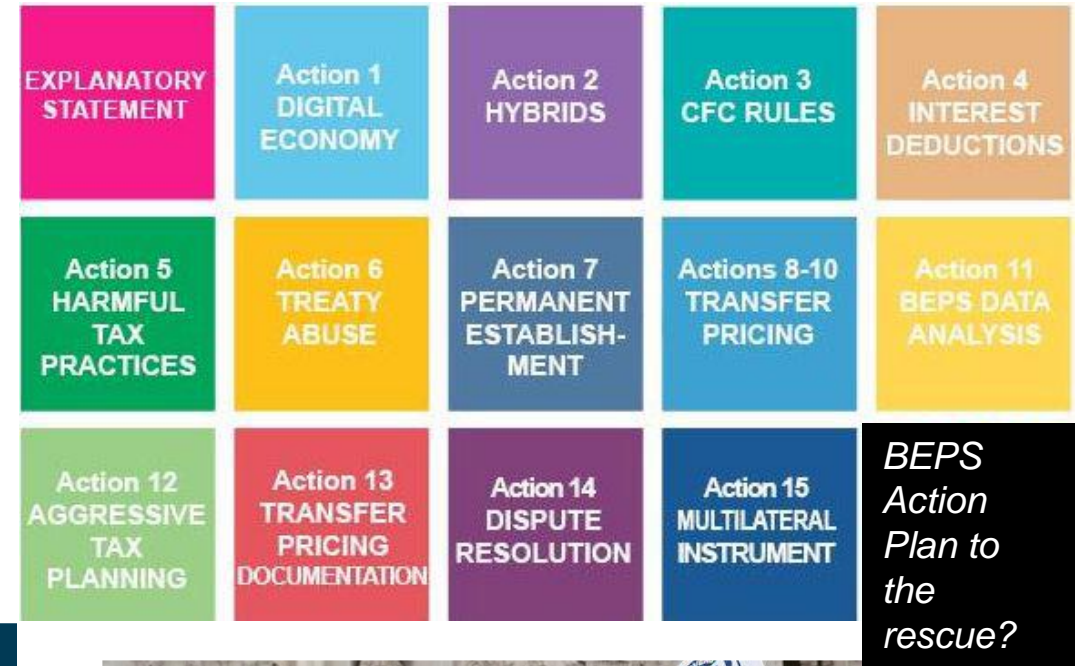 EXPLANATORY
STATEMENT
Action 1
DIGITAL
ECONOMY
Action 2
HYBRIDS
Action 3
CFC RULES
Action 4
INTEREST
DEDUCTIONS
Action 5
HARMFUL
TAX
PRACTICES
Action 6
TREATY
ABUSE
Action 7
PERMANENT
ESTABLISH-
MENT
Actions 8-10
TRANSFER
PRICING
Action 11
BEPS DATA
ANALYSIS
Action 12
AGGRESSIVE
TAX
PLANNING
Action 13
TRANSFER
PRICING
DOCUMENTATION
Action 14
DISPUTE
RESOLUTION
Action 15
MULTILATERAL
INSTRUMENT
BEPS
Action
Plan to
the
rescue?